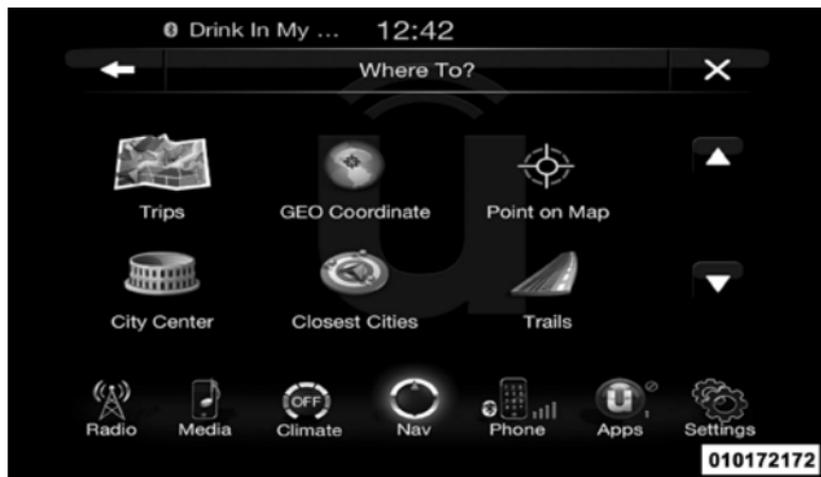 Drink In My ... 12:42
Where To?
Trips GEO Coordinate Point on Map
City Center Closest Cities Trails
OFF
Radio Media Climate Nav Phone Apps Settings
010172172